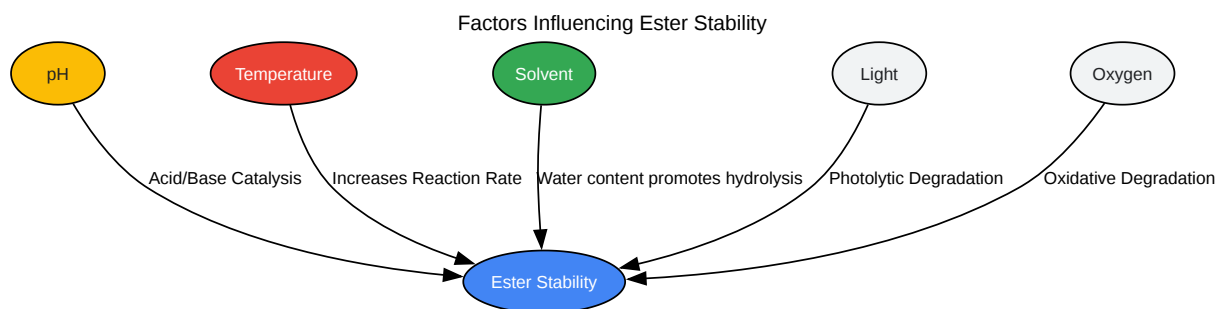 Factors Influencing Ester Stability
pH
Temperature
Solvent
Light
Oxygen
Acid/Base Catalysis
Increases Reaction Rate
Water content promotes hydrolysis
Photolytic Degradation
Oxidative Degradation
Ester Stability